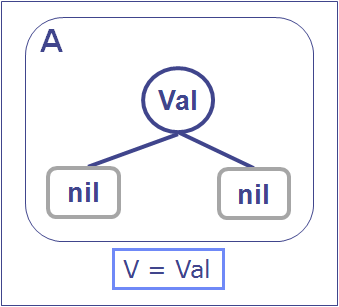 A
Val
nil nil
V = Val